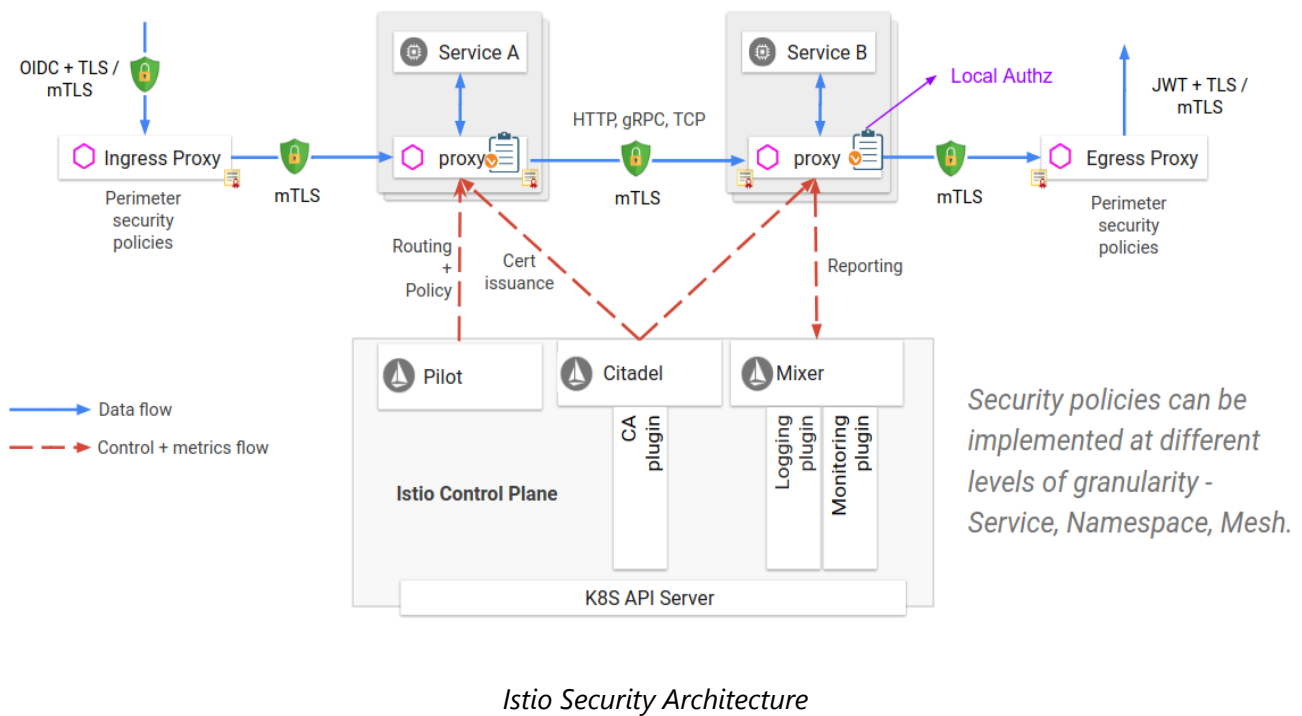 OIDC + TLS /
mTLS
Ingress Proxy
Perimeter
security
policies
mTLS
Service A
proxy
HTTP, gRPC, TCP
mTLS
Service B
proxy
Local Authz
mTLS
JWT + TLS /
mTLS
Egress Proxy
Perimeter
security
policies
Routing
+
Policy
Cert
issuance
Reporting
Pilot
Citadel
Mixer
CA
plugin
Logging
plugin
Monitoring
plugin
Istio Control Plane
K8S API Server
Data flow
Control + metrics flow
Security policies can be
implemented at different
levels of granularity -
Service, Namespace, Mesh.
Istio Security Architecture